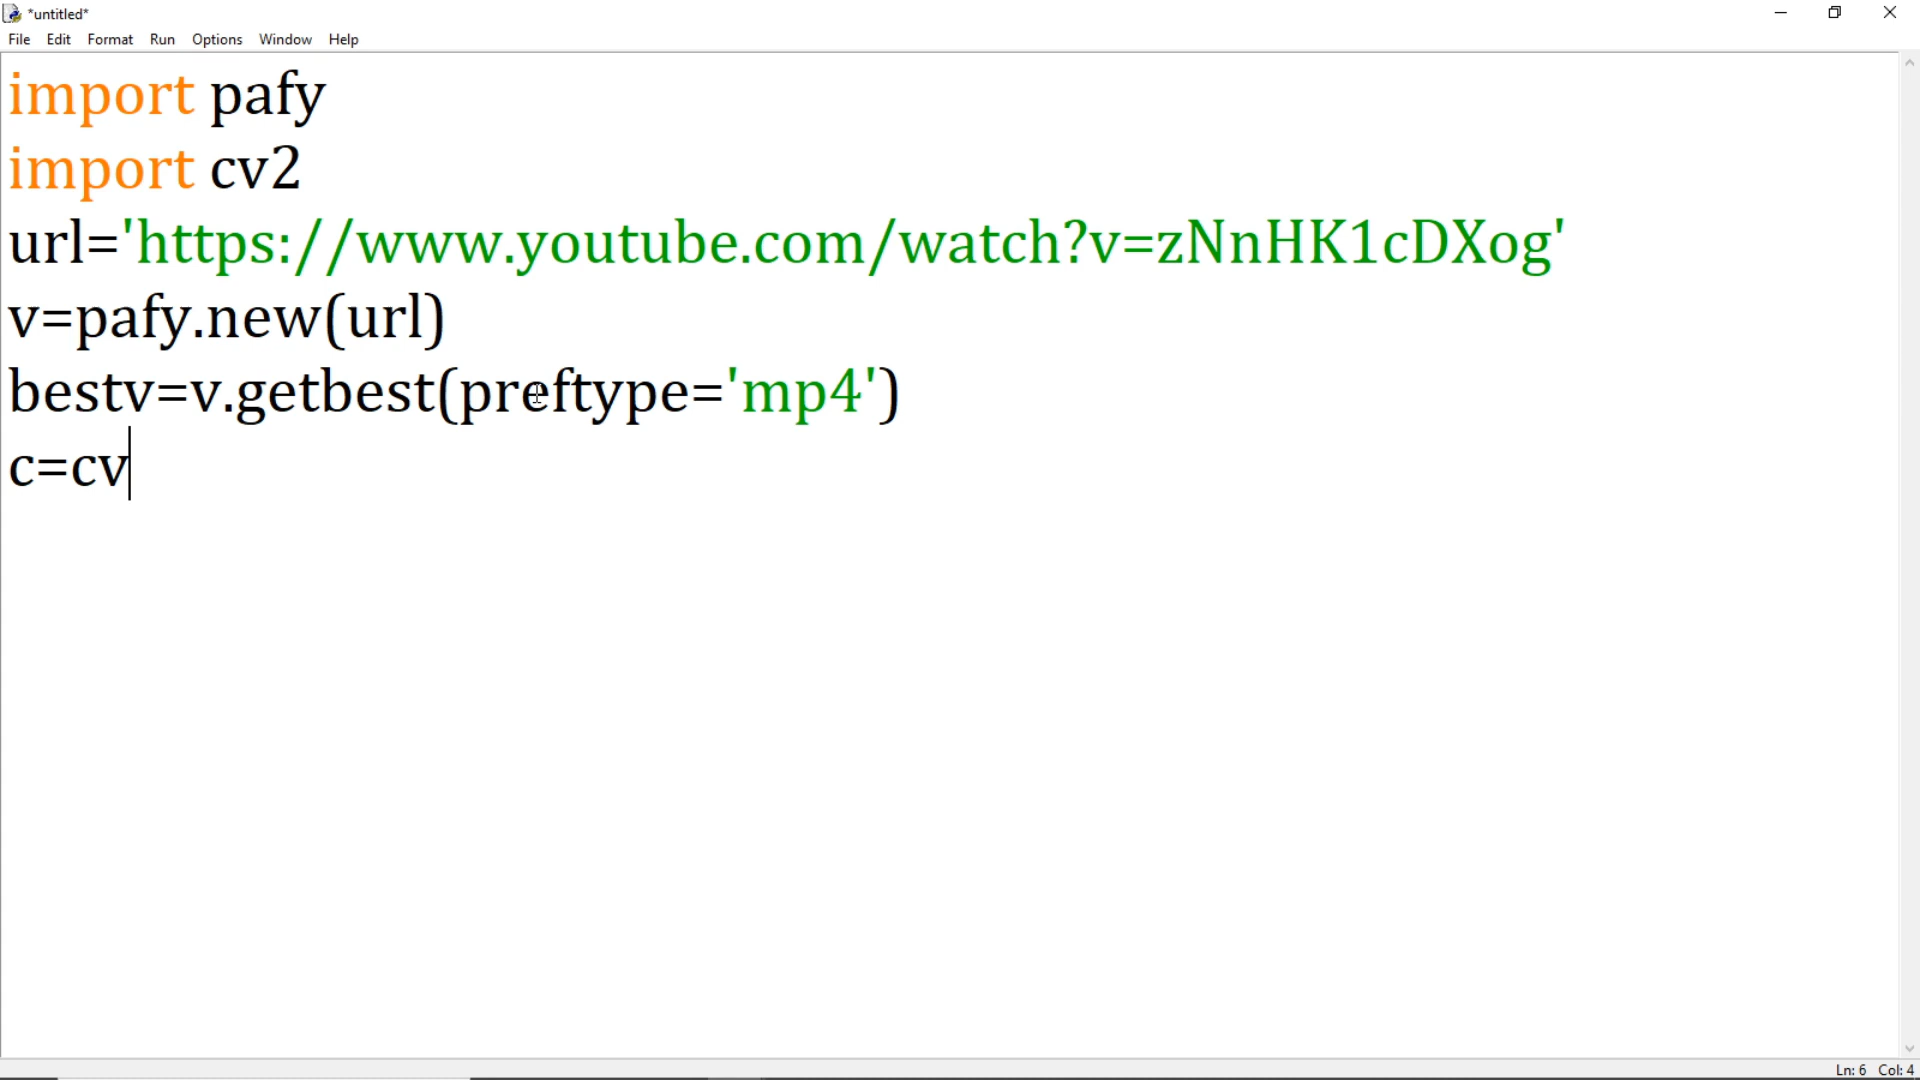 *untitled*
File Edit Format Run Options Window Help
import pafy
import cv2
url='https://www.youtube.com/watch?v=zNnHK1cDXog'
v=pafy.new(url)
bestv=v.getbest(preftype='mp4')
c=cv
Ln: 6 Col: 4